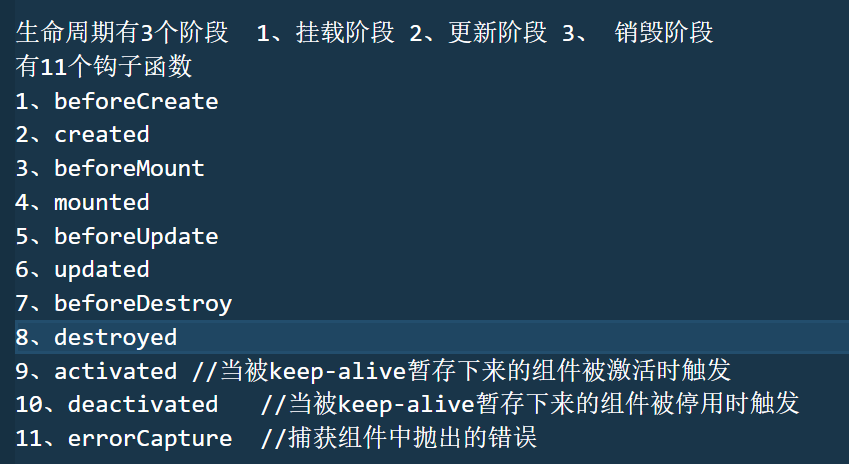 生命周期有3个阶段  1、挂载阶段 2、更新阶段 3、 销毁阶段
有11个钩子函数
1、beforeCreate
2、created
3、beforeMount
4、mounted
5、beforeUpdate
6、updated
7、beforeDestroy
8、destroyed
9、activated //当被keep-alive暂存下来的组件被激活时触发
10、deactivated   //当被keep-alive暂存下来的组件被停用时触发
11、errorCapture  //捕获组件中抛出的错误